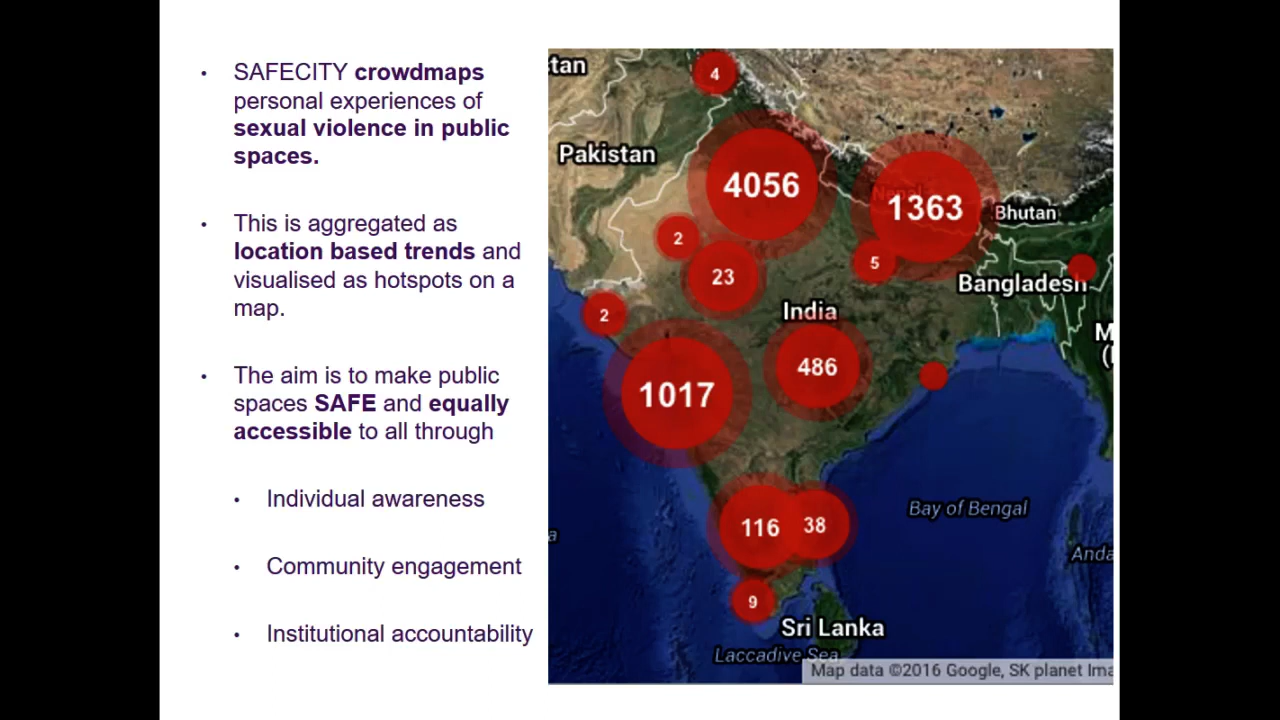 • SAFECITY crowdmaps
personal experiences of
sexual violence in public
spaces.
• This is aggregated as
location based trends and
visualised as hotspots on a
map.
• The aim is to make public
spaces SAFE and equally
accessible to all through
• Individual awareness
• Community engagement
• Institutional accountability
tan
4
Pakistan
4056
1363
Bhutan
2
23
5
Bangladesh
India
2
1017
486
M
(
116
38
Bay of Bengal
a
Anda
9
Sri Lanka
Laccadive Sea
Map data ©2016 Google, SK planet Ima